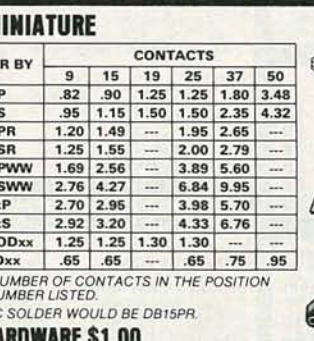 INIATURE
R BY CONTACTS
9 15 19 25 37 50
P .82 .90 1.25 1.25 1.80 3.48
S .95 1.15 1.50 1.50 2.35 4.32
PR 1.20 1.49 --- 1.95 2.65 ---
SR 1.25 1.55 --- 2.00 2.79 ---
PWW 1.69 2.56 --- 3.89 5.60 ---
SWW 2.76 4.27 --- 6.84 9.95 ---
P 2.70 2.95 --- 3.98 5.70 ---
S 2.92 3.20 --- 4.33 6.76 ---
ODxx 1.25 1.25 1.30 1.30 --- ---
Dxx .65 .65 --- .65 .75 .95
UMBER OF CONTACTS IN THE POSITION
UMBER LISTED.
C SOLDER WOULD BE DB15PR.
ARDWARE $1.00